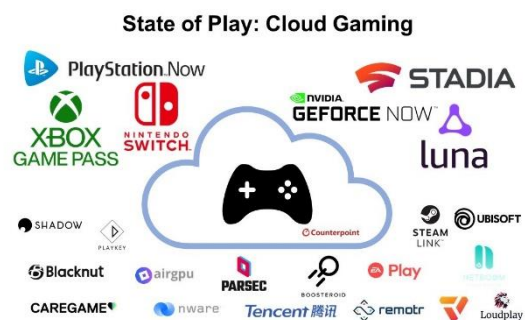 State of Play: Cloud Gaming
PlayStation Now
STADIA
XBOX
GAME PASS
NINTENDO
SWITCH
NVIDIA
GEFORCE NOW
luna
Counterpoint
SHADOW
PLAYKEY
STEAM
LINK
UBISOFT
Blacknut
airgpu
PARSEC
BOOSTEROID
EA Play
CAREGAME
nware
Tencent 腾讯
remotr
Loudplay